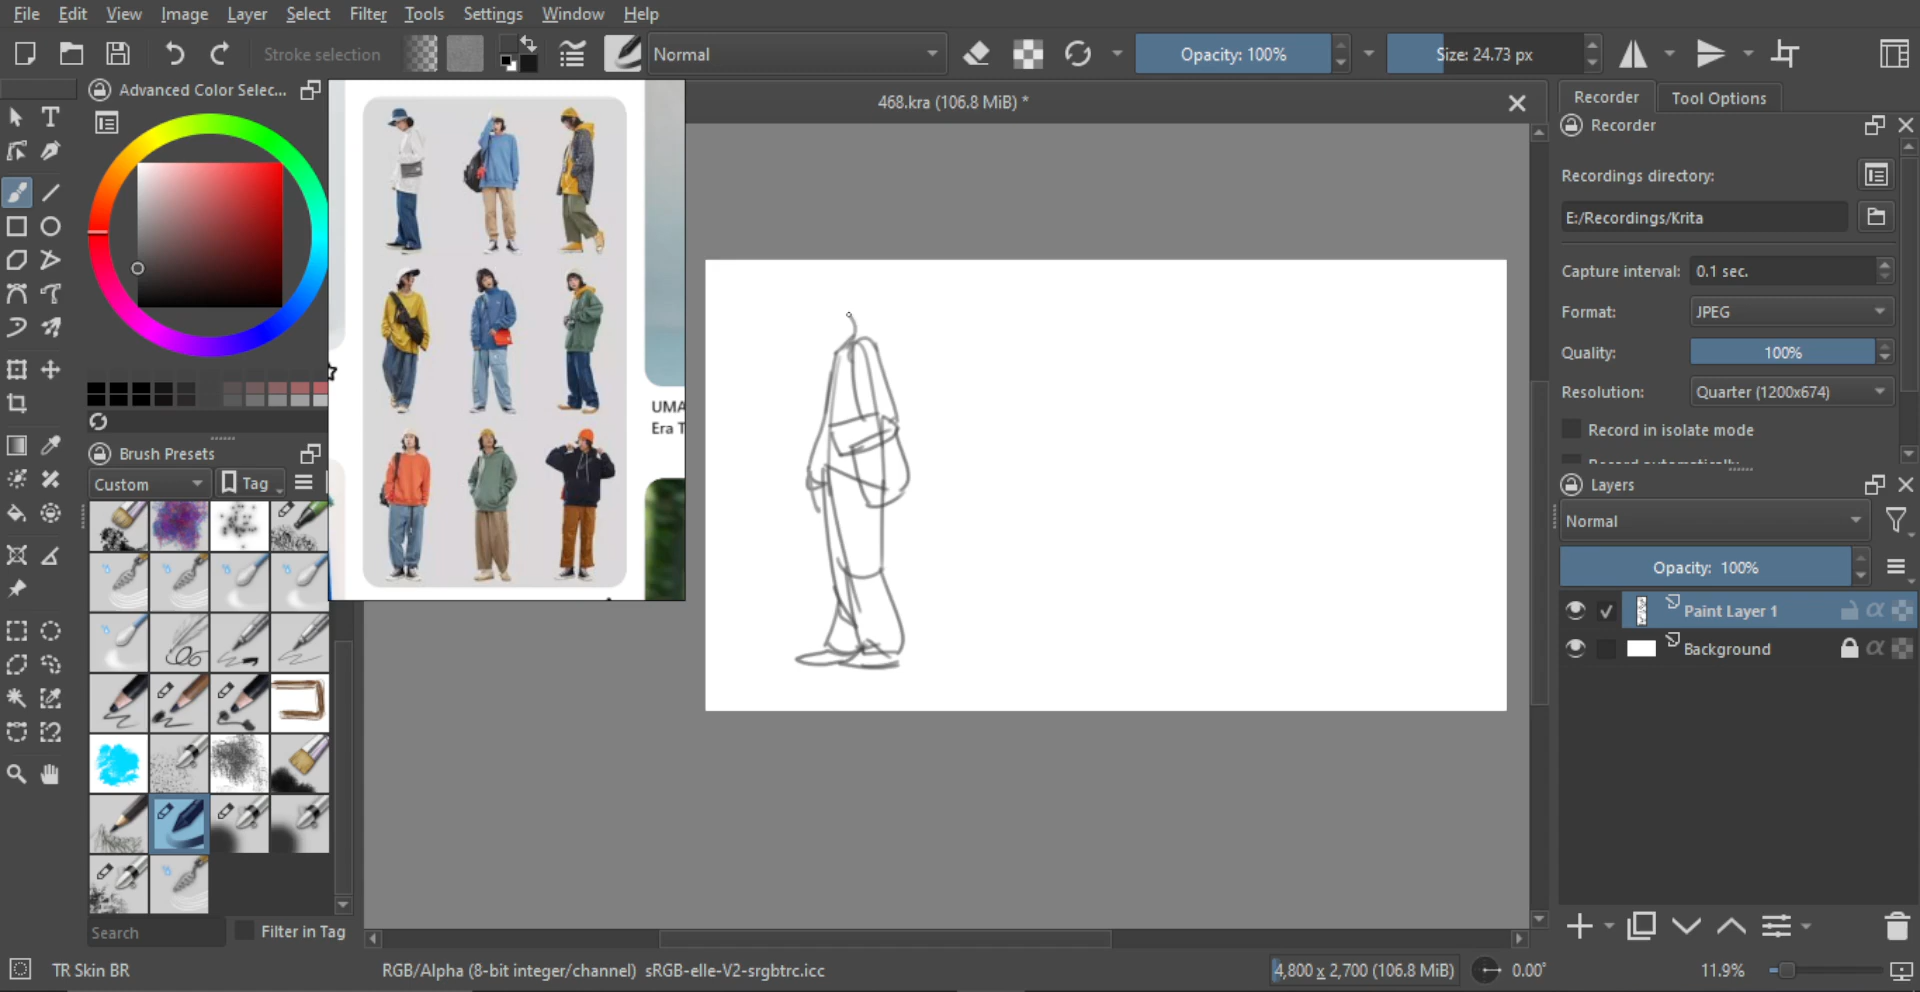 File Edit View Image Layer Select Filter Tools Settings Window Help
Stroke selection Normal Opacity: 100% Size: 24.73 px
Advanced Color Selec...
468.kra (106.8 MiB) *
Recorder Tool Options
Recorder
Recordings directory:
E:/Recordings/Krita
Capture interval: 0.1 sec.
Format: JPEG
Quality: 100%
Resolution: Quarter (1200x674)
Record in isolate mode
UMA
Era T
Brush Presets
Custom Tag
Layers
Normal
Opacity: 100%
Paint Layer 1
Background
Search Filter in Tag
TR Skin BR RGB/Alpha (8-bit integer/channel) sRGB-elle-V2-srgbtrc.icc 4,800 x 2,700 (106.8 MiB) 0.00° 11.9%